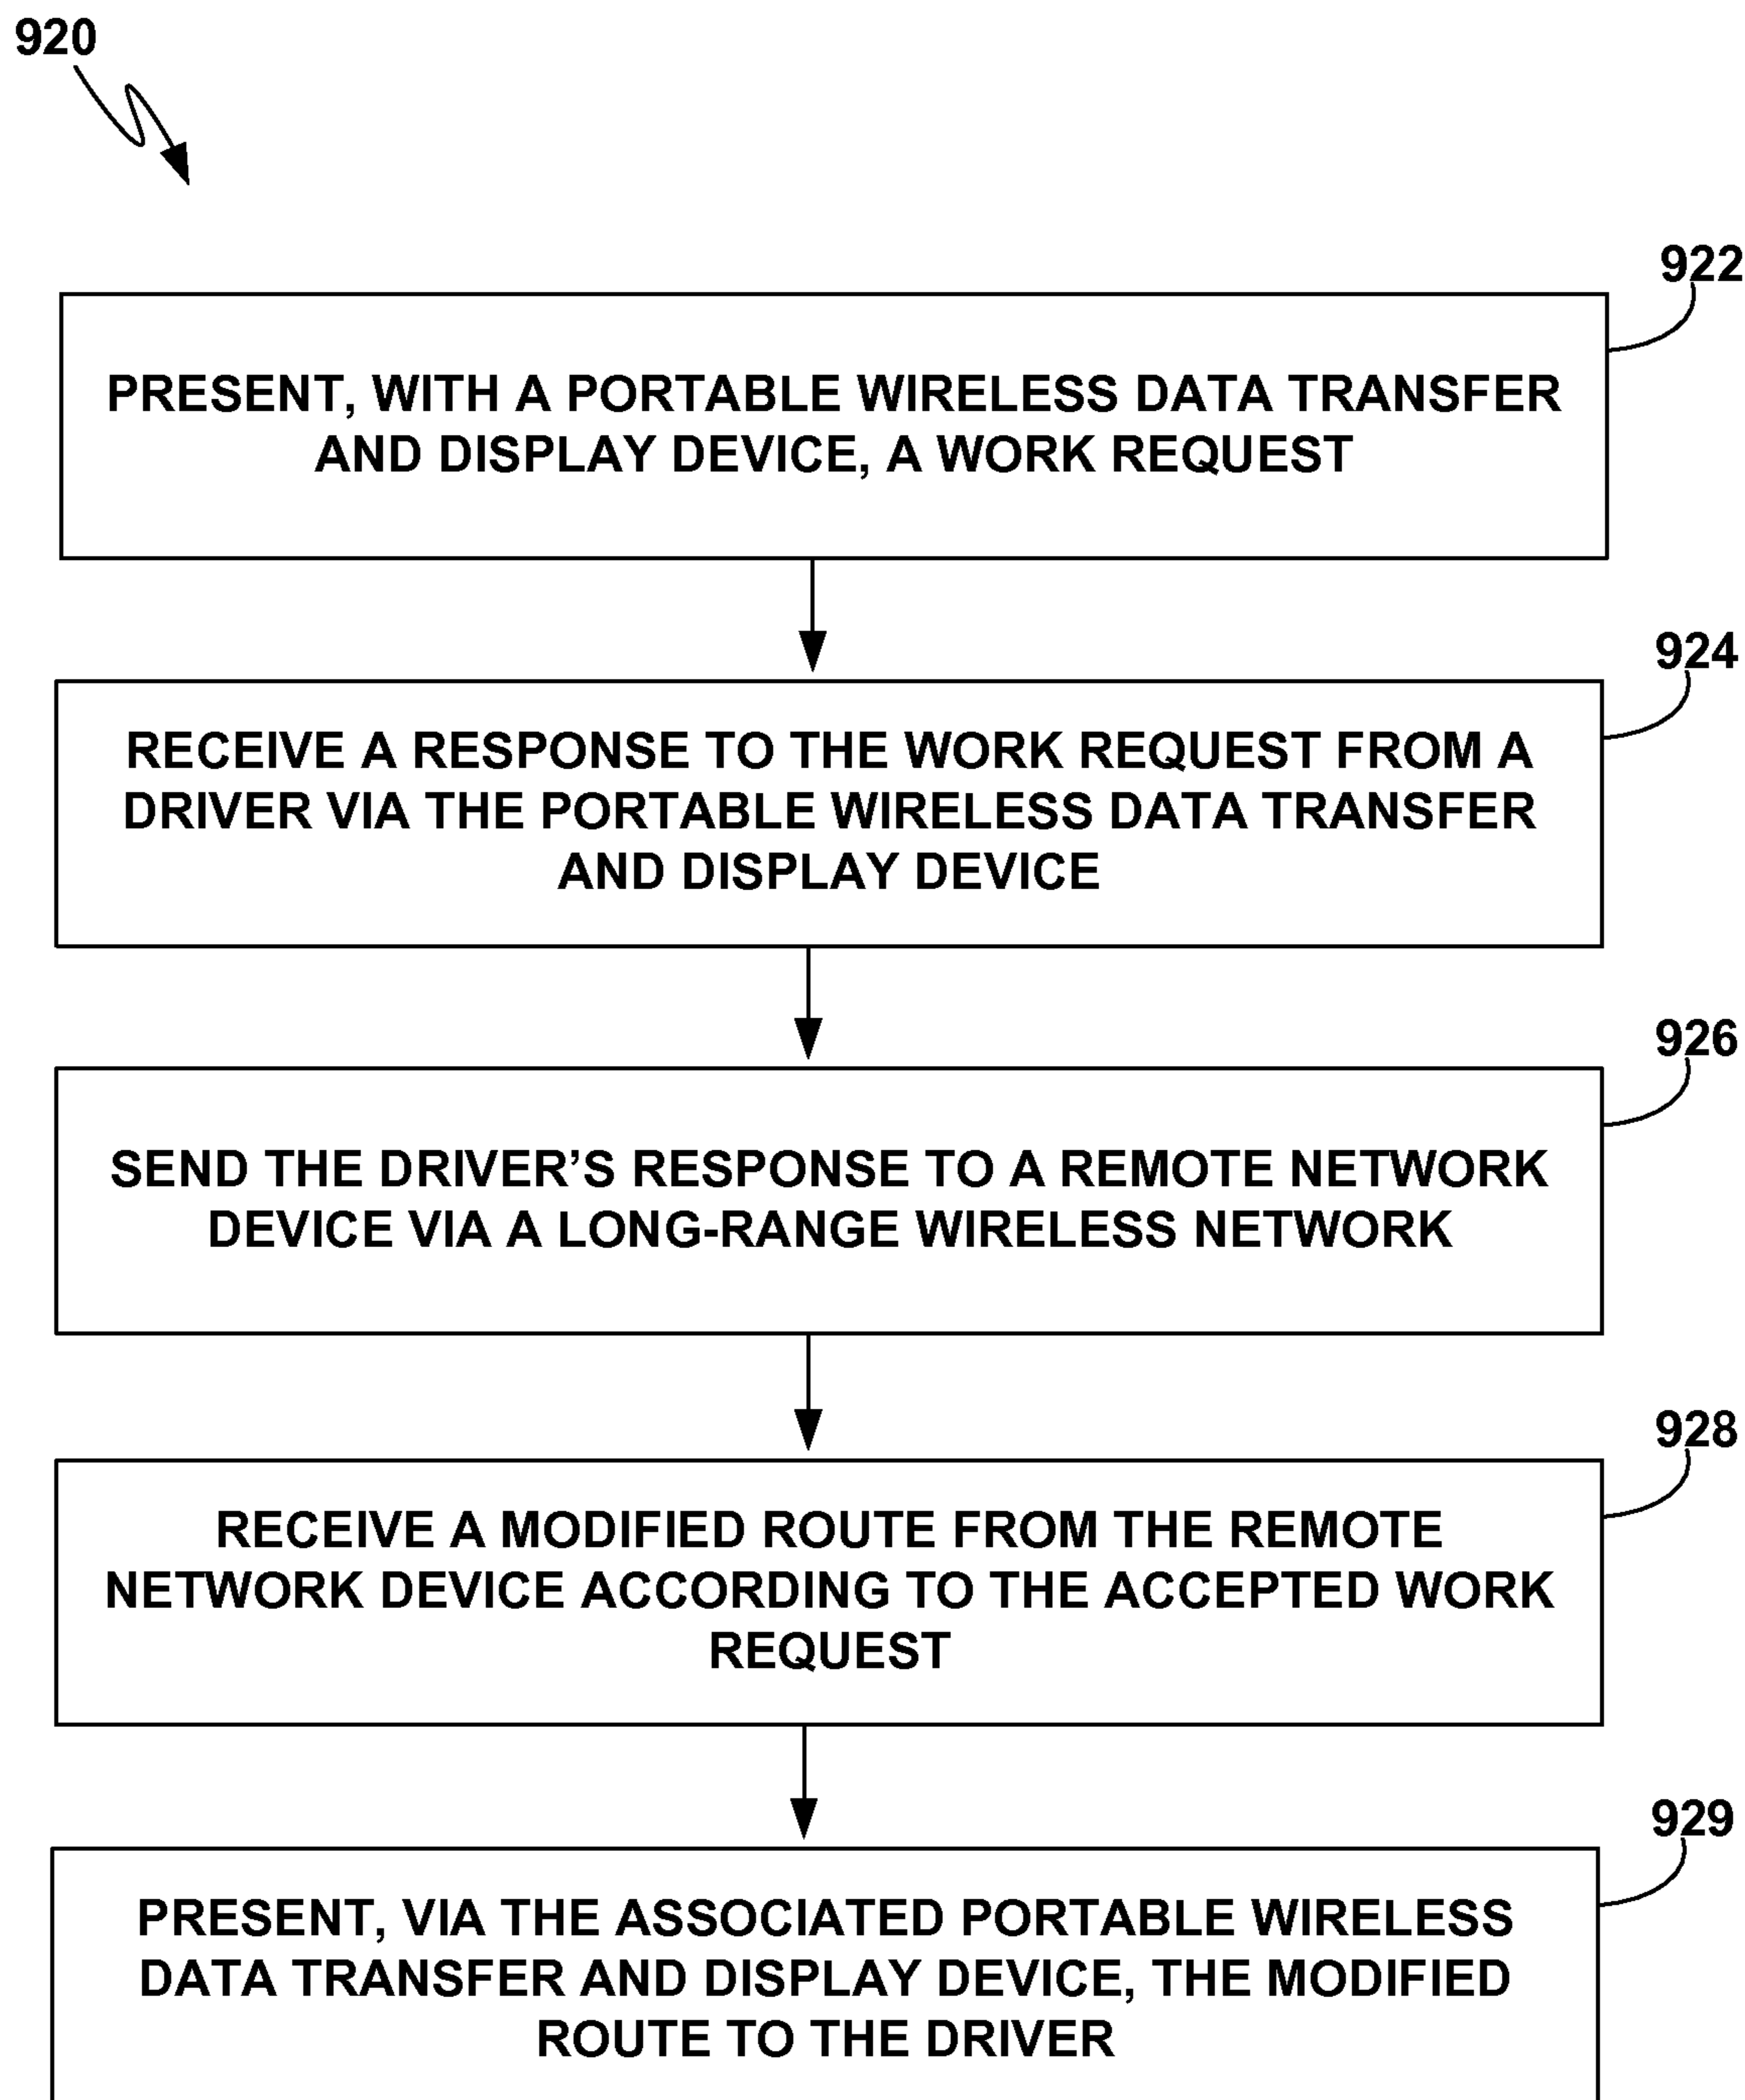 920
922
PRESENT, WITH A PORTABLE WIRELESS DATA TRANSFER
AND DISPLAY DEVICE, A WORK REQUEST
924
RECEIVE A RESPONSE TO THE WORK REQUEST FROM A
DRIVER VIA THE PORTABLE WIRELESS DATA TRANSFER
AND DISPLAY DEVICE
926
SEND THE DRIVER’S RESPONSE TO A REMOTE NETWORK
DEVICE VIA A LONG-RANGE WIRELESS NETWORK
928
RECEIVE A MODIFIED ROUTE FROM THE REMOTE
NETWORK DEVICE ACCORDING TO THE ACCEPTED WORK
REQUEST
929
PRESENT, VIA THE ASSOCIATED PORTABLE WIRELESS
DATA TRANSFER AND DISPLAY DEVICE, THE MODIFIED
ROUTE TO THE DRIVER